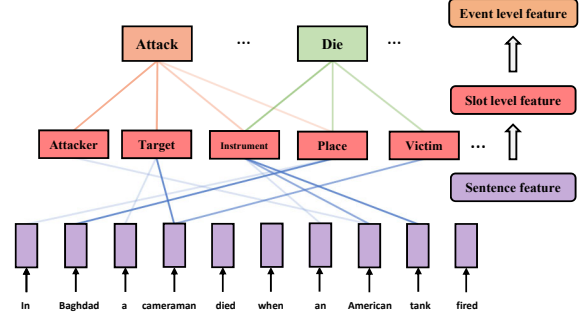 Event level feature
Attack ... Die ...
Slot level feature
Attacker Target Instrument Place Victim ...
Sentence feature
In Baghdad a cameraman died when an American tank fired